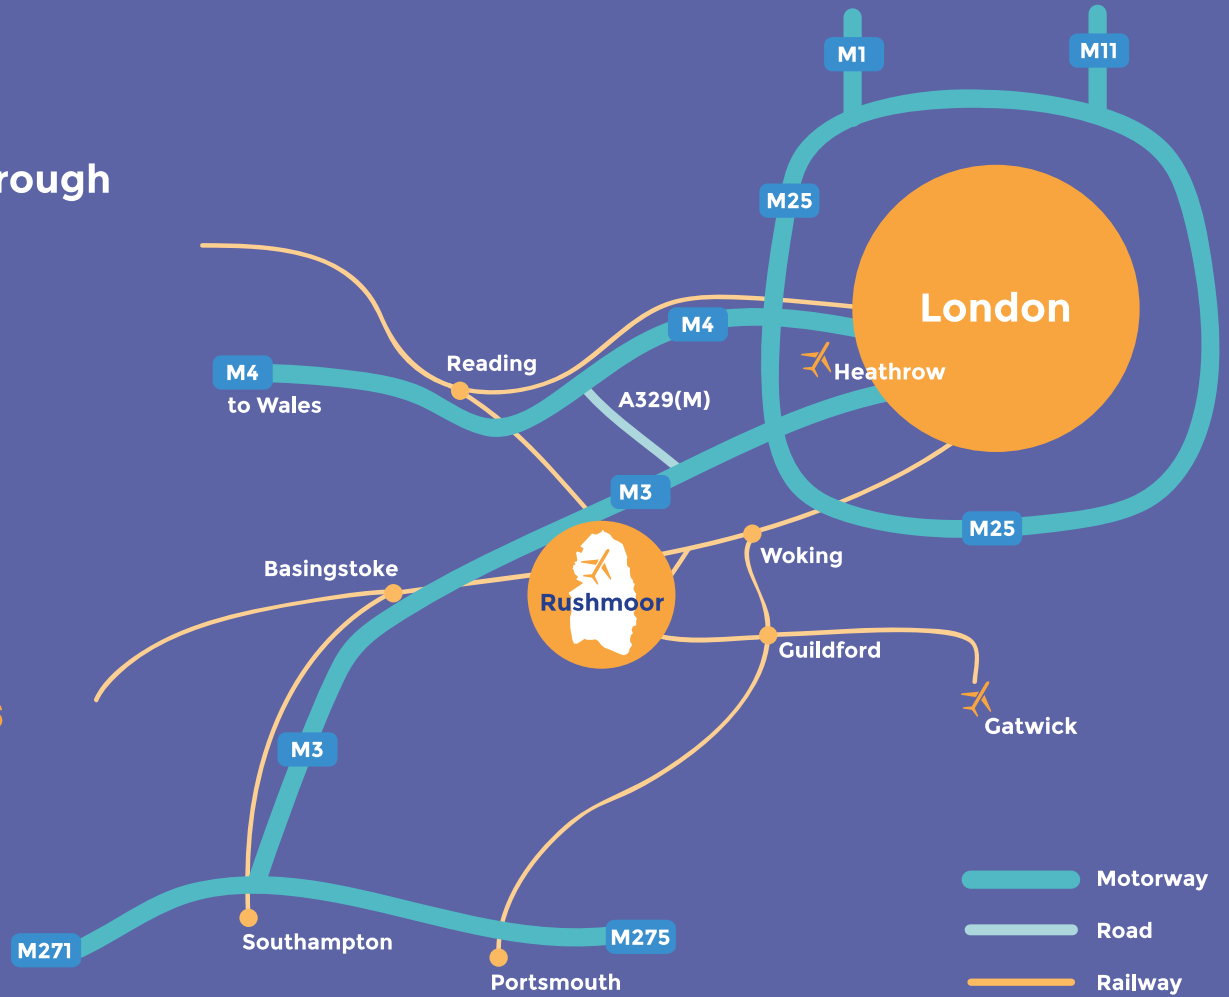 M1
M11
rough
M25
London
M4
Reading
Heathrow
M4
to Wales
A329(M)
M3
M25
Woking
Basingstoke
Rushmoor
Guildford
Gatwick
M3
Motorway
Road
Railway
M271
Southampton
M275
Portsmouth